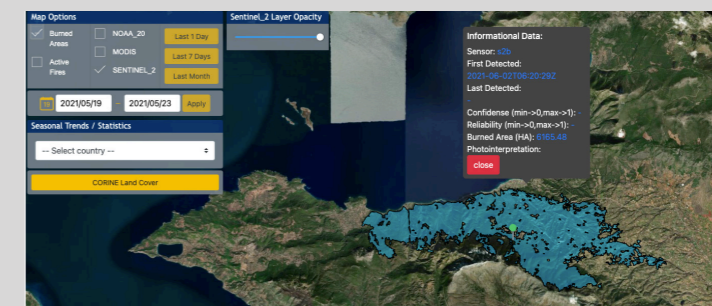 Map Options
Burned Areas
NOAA_20
Last 1 Day
MODIS
Last 7 Days
Active Fires
SENTINEL_2
Last Month
2021/05/19 - 2021/05/23 Apply
Seasonal Trends / Statistics
-- Select country --
CORINE Land Cover
Sentinel_2 Layer Opacity
Informational Data:
Sensor: s2b
First Detected:
2021-06-02T06:20:29Z
Last Detected:
-
Confidense (min->0,max->1): -
Reliability (min->0,max->1): -
Burned Area (HA): 6165.48
Photointerpretation:
close